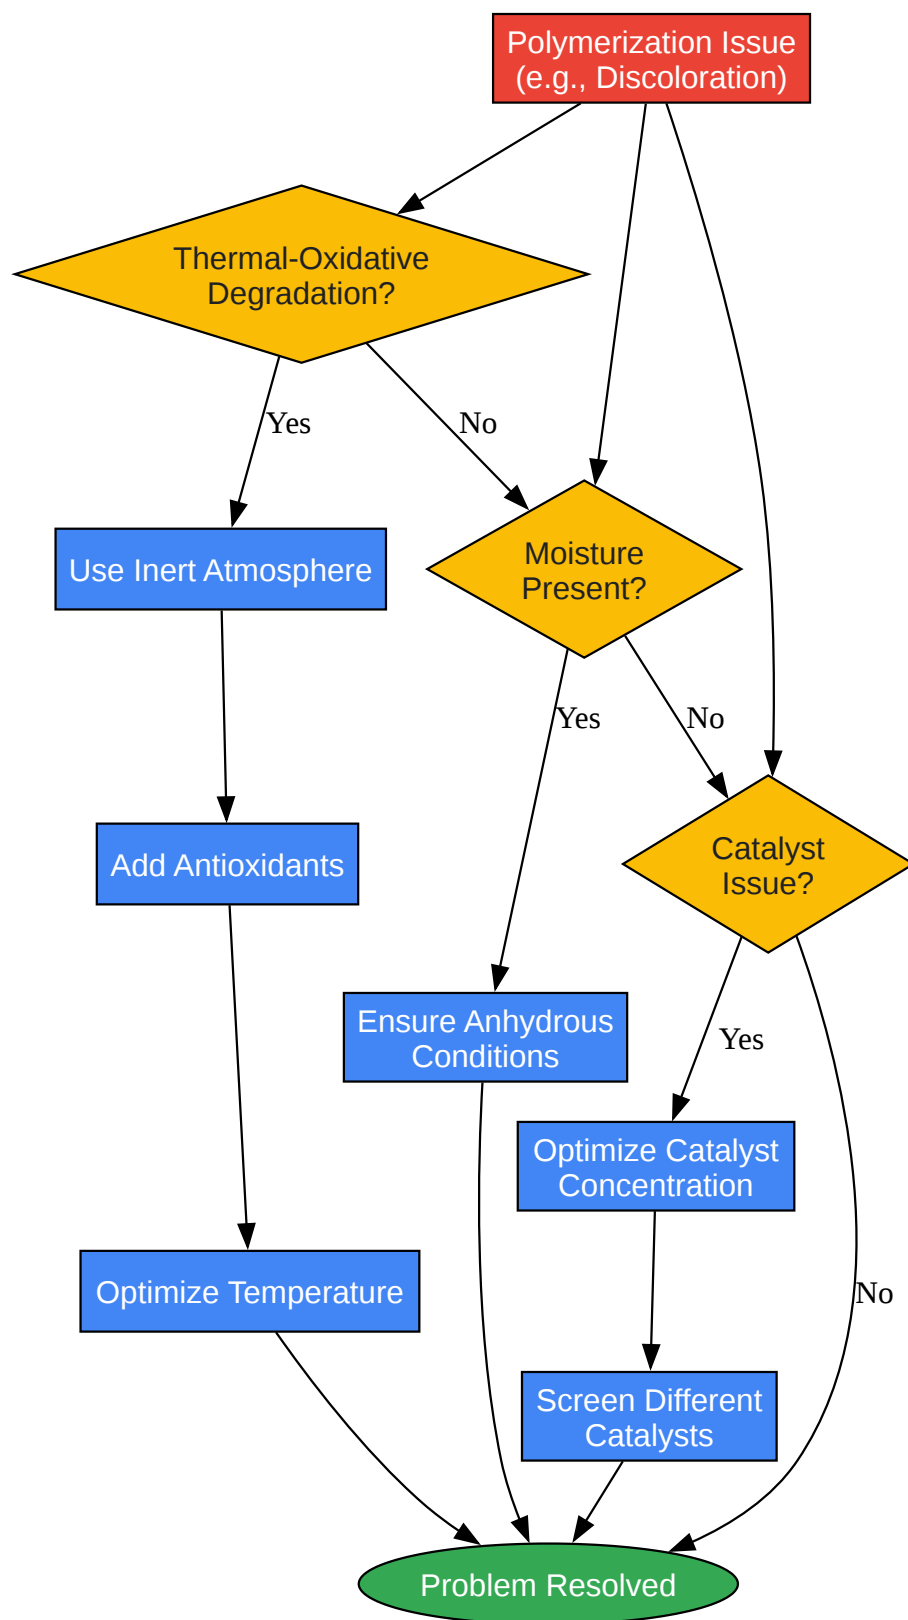 Polymerization Issue
(e.g., Discoloration)
Thermal-Oxidative
Degradation?
Yes
No
Use Inert Atmosphere
Moisture
Present?
Yes
No
Add Antioxidants
Catalyst
Issue?
Ensure Anhydrous
Conditions
Yes
Optimize Catalyst
Concentration
Optimize Temperature
No
Screen Different
Catalysts
Problem Resolved